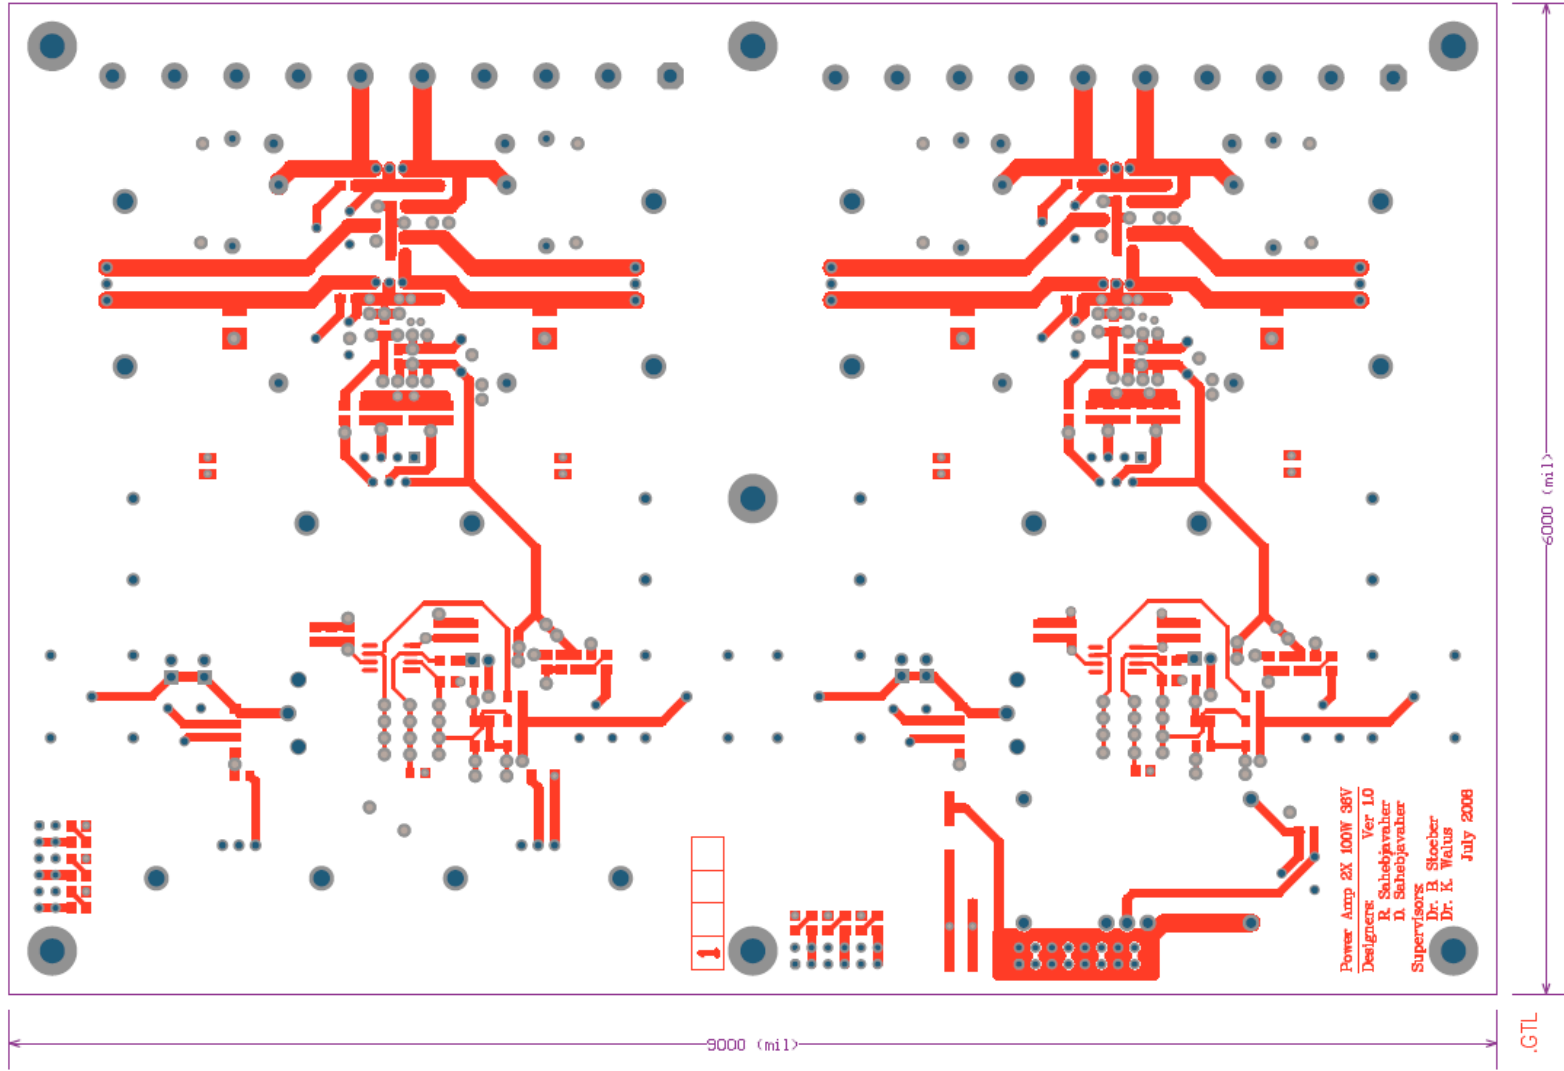 6000 (mil)
Power Amp 2X 100W 38V
Designers: Ver 1.0
R. Sahebjavaher
D. Sahebjavaher
Supervisors:
Dr. B. Stoeber
Dr. K. Walus
July 2008
1
9000 (mil)
.GTL